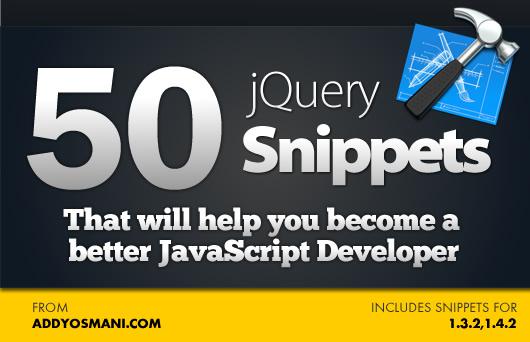 50 jQuery
Snippets
That will help you become a
better JavaScript Developer
FROM
ADDYOSMANI.COM
INCLUDES SNIPPETS FOR
1.3.2,1.4.2